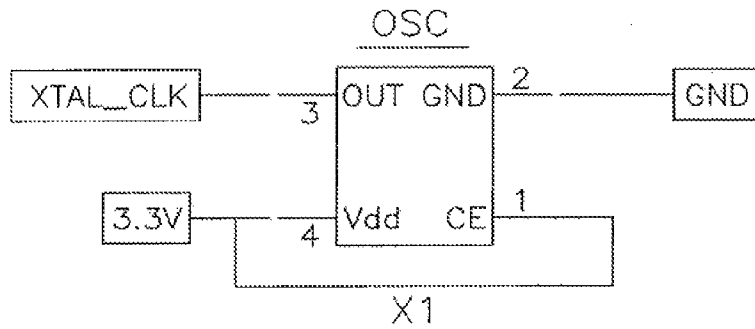 OSC
XTAL_CLK 3 OUT GND 2 GND
3.3V 4 Vdd CE 1
X1